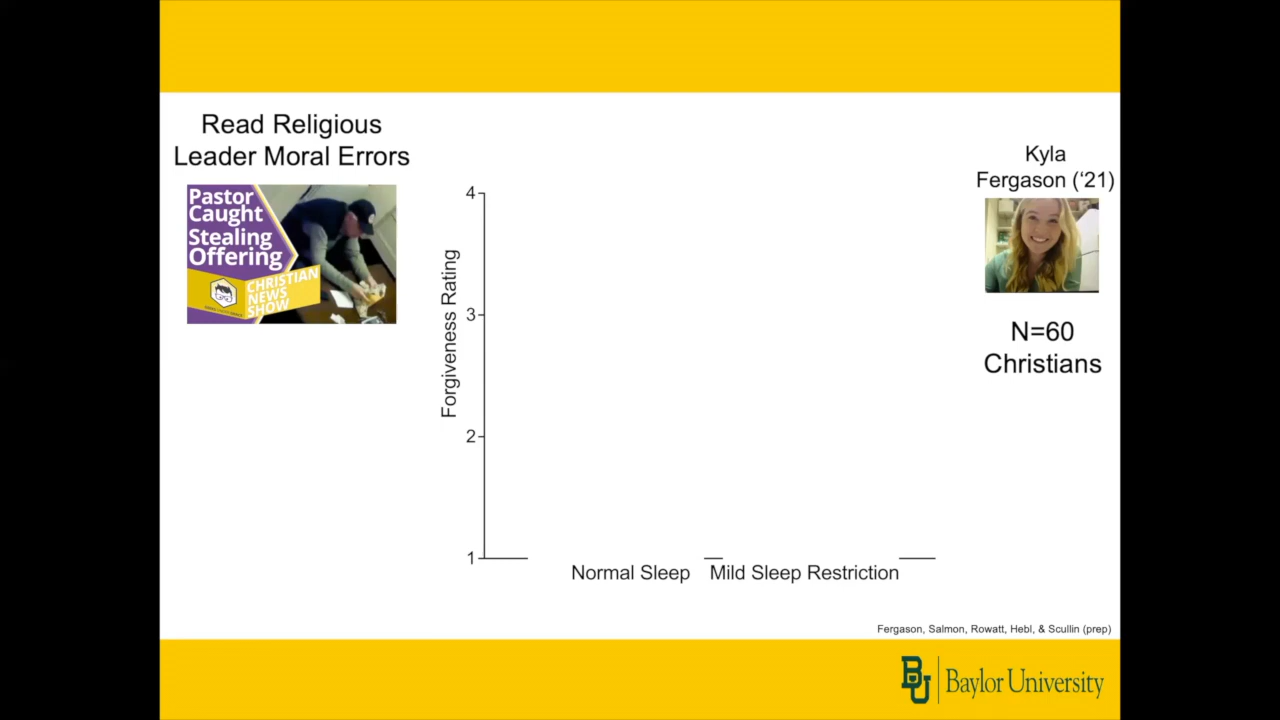 Read Religious
Leader Moral Errors
Pastor
Caught
Stealing
Offering
CHRISTIAN
NEWS
SHOW
4
3
2
1
Forgiveness Rating
Normal Sleep
Mild Sleep Restriction
Kyla
Fergason (‘21)
N=60
Christians
Fergason, Salmon, Rowatt, Hebl, & Scullin (prep)
BU
Baylor University